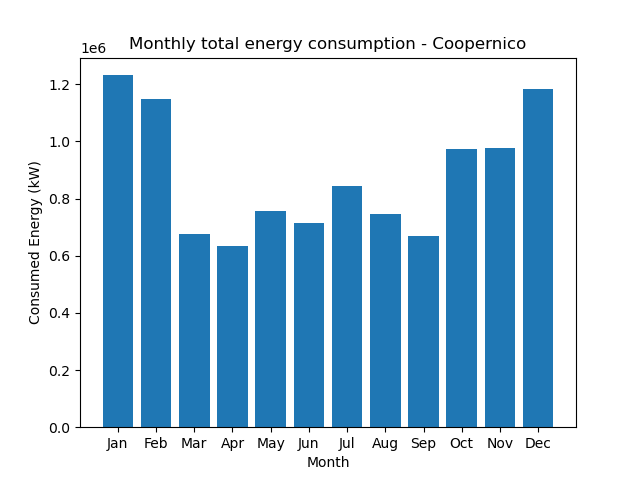 Monthly total energy consumption - Coopernico
1e6
1.2
1.0
0.8
0.6
0.4
0.2
0.0
Consumed Energy (kW)
Jan Feb Mar Apr May Jun Jul Aug Sep Oct Nov Dec
Month